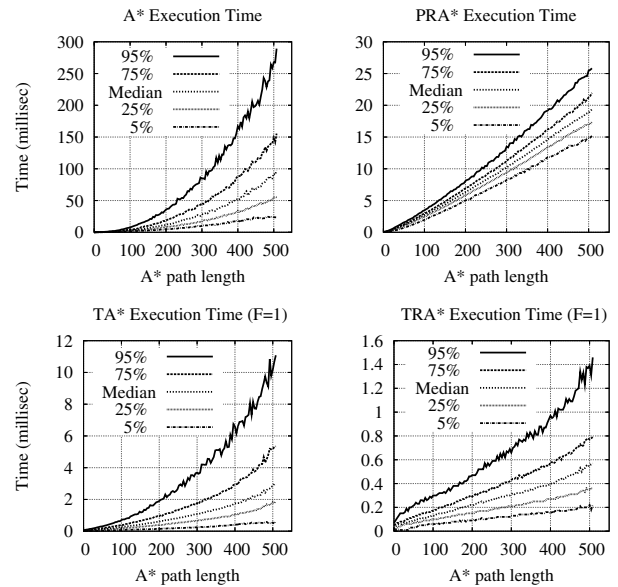 A* Execution Time
300
250
200
150
100
50
0
0 100 200 300 400 500
Time (millisec)
A* path length
95%
75%
Median
25%
5%
PRA* Execution Time
30
25
20
15
10
5
0
0 100 200 300 400 500
A* path length
95%
75%
Median
25%
5%
TA* Execution Time (F=1)
12
10
8
6
4
2
0
0 100 200 300 400 500
Time (millisec)
A* path length
95%
75%
Median
25%
5%
TRA* Execution Time (F=1)
1.6
1.4
1.2
1
0.8
0.6
0.4
0.2
0
0 100 200 300 400 500
A* path length
95%
75%
Median
25%
5%